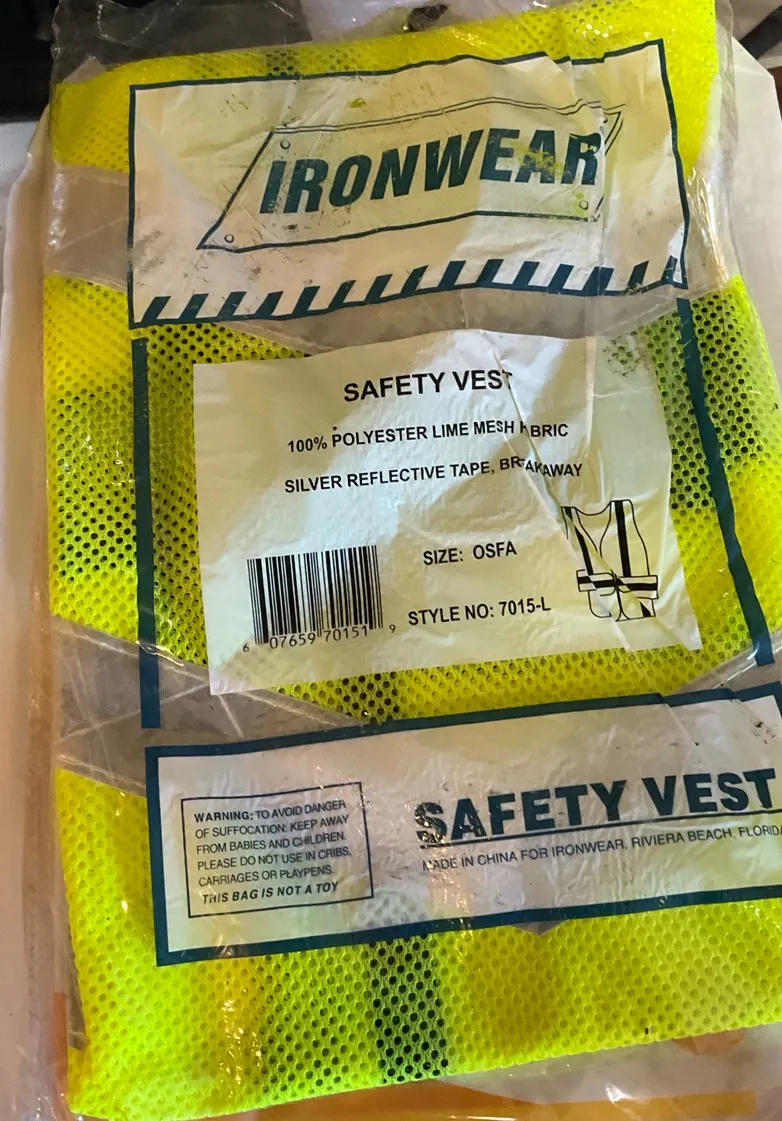 IRONWEAR
SAFETY VEST
100% POLYESTER LIME MESH F BRIC
SILVER REFLECTIVE TAPE, BREAKAWAY
SIZE: OSFA
STYLE NO: 7015-L
6 07659 70151 9
WARNING: TO AVOID DANGER
OF SUFFOCATION: KEEP AWAY
FROM BABIES AND CHILDREN.
PLEASE DO NOT USE IN CRIBS,
CARRIAGES OR PLAYPENS.
THIS BAG IS NOT A TOY
SAFETY VEST
MADE IN CHINA FOR IRONWEAR, RIVIERA BEACH, FLORIDA